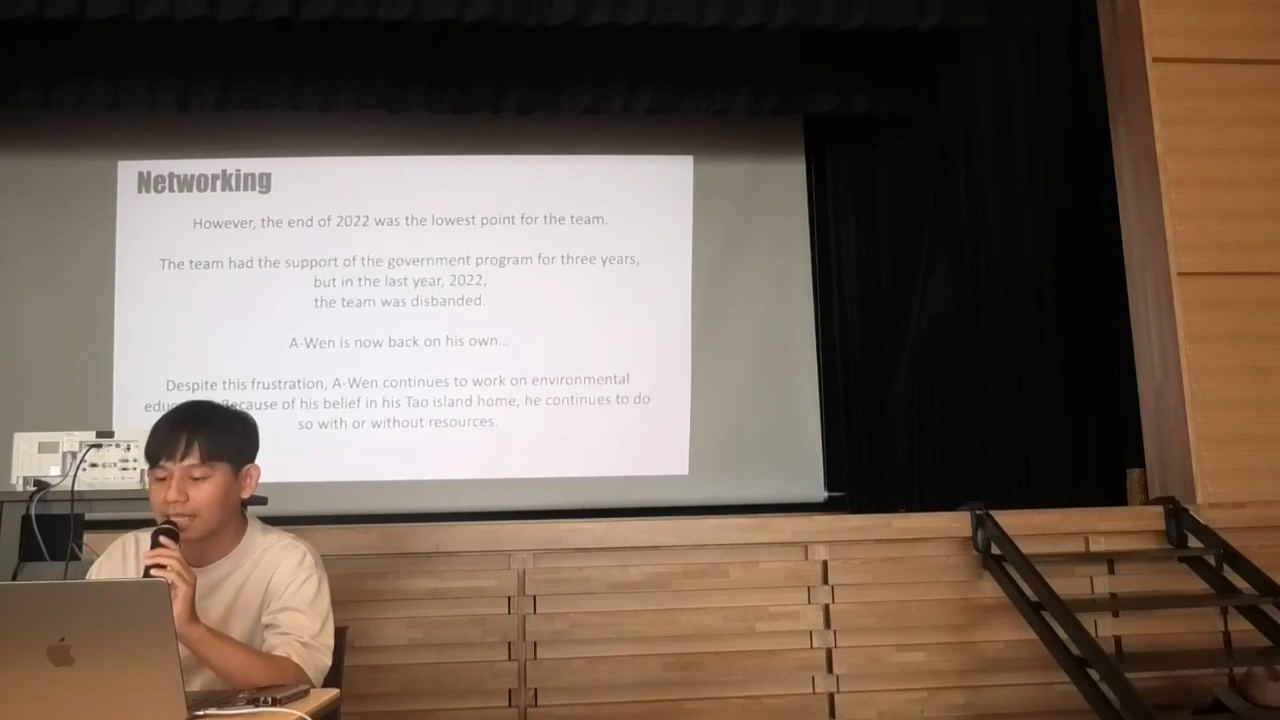 Networking
However, the end of 2022 was the lowest point for the team.
The team had the support of the government program for three years,
but in the last year, 2022,
the team was disbanded.
A-Wen is now back on his own...
Despite this frustration, A-Wen continues to work on environmental
Because of his belief in his Tao island home, he continues to do
so with or without resources.